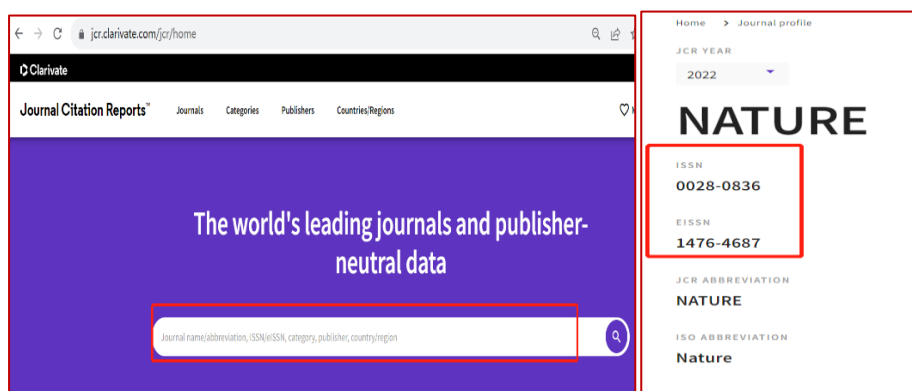 jcr.clarivate.com/jcr/home
Clarivate
Journal Citation Reports™ Journals Categories Publishers Countries/Regions
The world's leading journals and publisher-
neutral data
Journal name/abbreviation, ISSN/eISSN, category, publisher, country/region
Home > Journal profile
JCR YEAR
2022
NATURE
ISSN
0028-0836
EISSN
1476-4687
JCR ABBREVIATION
NATURE
ISO ABBREVIATION
Nature